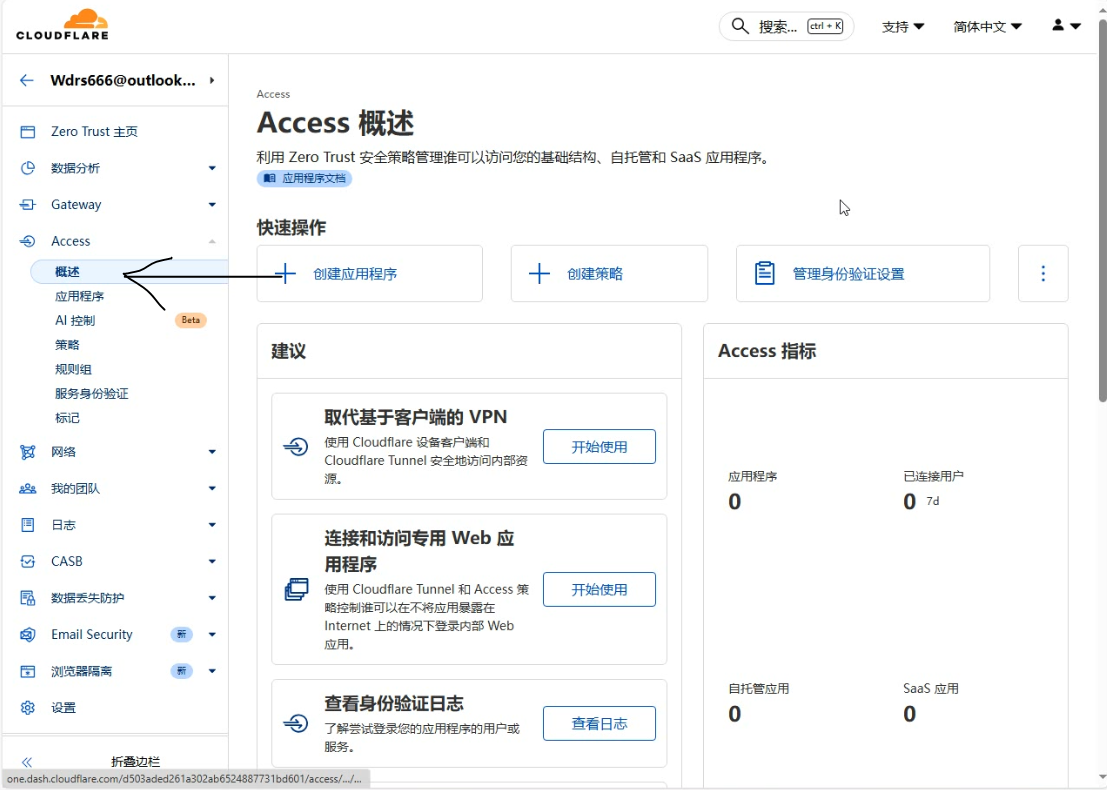 CLOUDFLARE
搜索... ctrl + K
支持
简体中文
Wdrs666@outlook...
Zero Trust 主页
数据分析
Gateway
Access
概述
应用程序
AI 控制 Beta
策略
规则组
服务身份验证
标记
网络
我的团队
日志
CASB
数据丢失防护
Email Security 新
浏览器隔离 新
设置
折叠边栏
one.dash.cloudflare.com/d503aded261a302ab6524887731bd601/access/.../...
Access
Access 概述
利用 Zero Trust 安全策略管理谁可以访问您的基础结构、自托管和 SaaS 应用程序。
应用程序文档
快速操作
创建应用程序
创建策略
管理身份验证设置
建议
取代基于客户端的 VPN
使用 Cloudflare 设备客户端和
Cloudflare Tunnel 安全地访问内部资
源。
开始使用
连接和访问专用 Web 应
用程序
使用 Cloudflare Tunnel 和 Access 策
略控制谁可以在不将应用暴露在
Internet 上的情况下登录内部 Web
应用。
开始使用
查看身份验证日志
了解尝试登录您的应用程序的用户或
服务。
查看日志
Access 指标
应用程序
0
已连接用户
0 7d
自托管应用
0
SaaS 应用
0